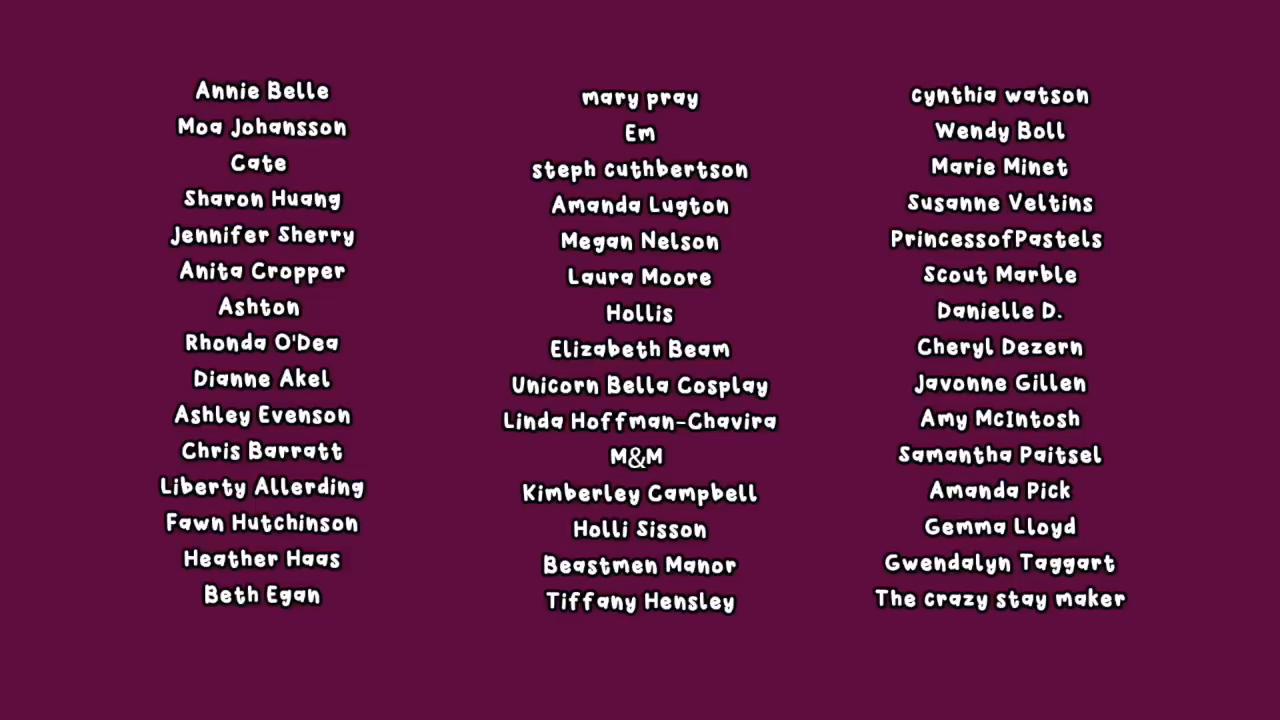 Annie Belle
Moa Johansson
Cate
Sharon Huang
Jennifer Sherry
Anita Cropper
Ashton
Rhonda O'Dea
Dianne Akel
Ashley Evenson
Chris Barratt
Liberty Allerding
Fawn Hutchinson
Heather Haas
Beth Egan
mary pray
Em
steph cuthbertson
Amanda Lugton
Megan Nelson
Laura Moore
Hollis
Elizabeth Beam
Unicorn Bella Cosplay
Linda Hoffman-Chavira
M&M
Kimberley Campbell
Holli Sisson
Beastmen Manor
Tiffany Hensley
cynthia watson
Wendy Boll
Marie Minet
Susanne Veltins
PrincessofPastels
Scout Marble
Danielle D.
Cheryl Dezern
Javonne Gillen
Amy McIntosh
Samantha Paitsel
Amanda Pick
Gemma Lloyd
Gwendalyn Taggart
The crazy stay maker